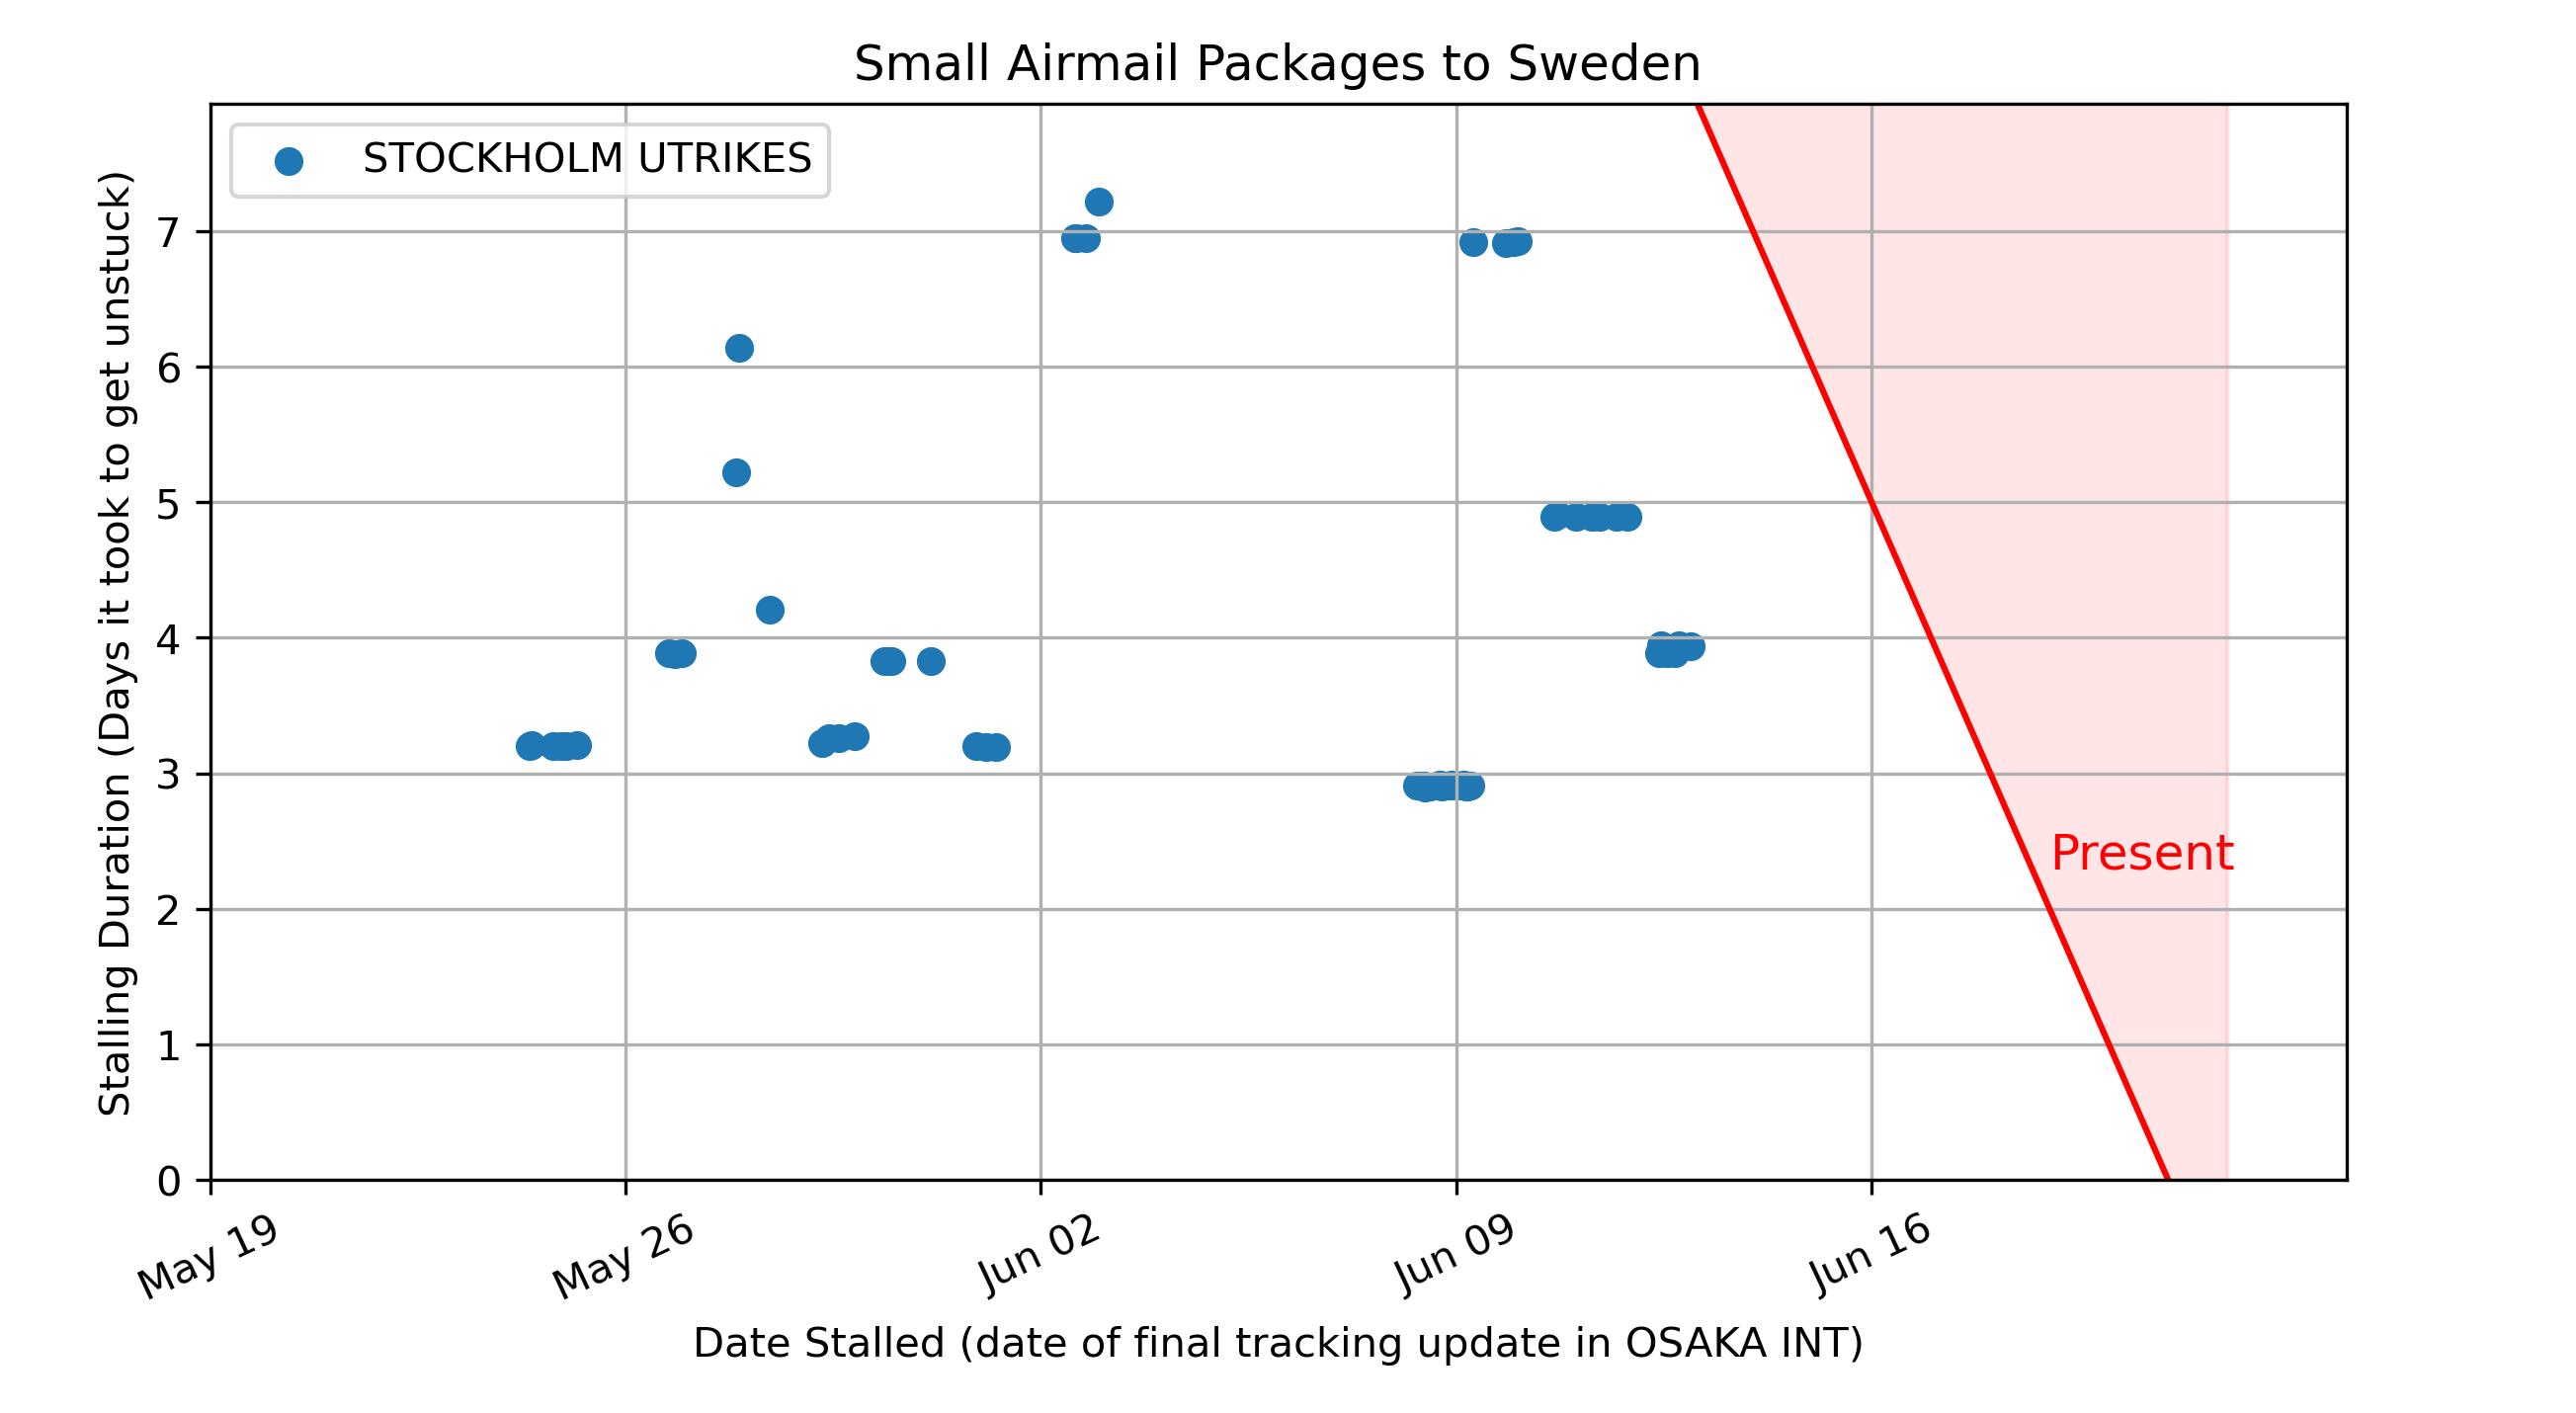 Small Airmail Packages to Sweden
STOCKHOLM UTRIKES
Stalling Duration (Days it took to get unstuck)
7
6
5
4
3
2
1
0
Present
May 19
May 26
Jun 02
Jun 09
Jun 16
Date Stalled (date of final tracking update in OSAKA INT)